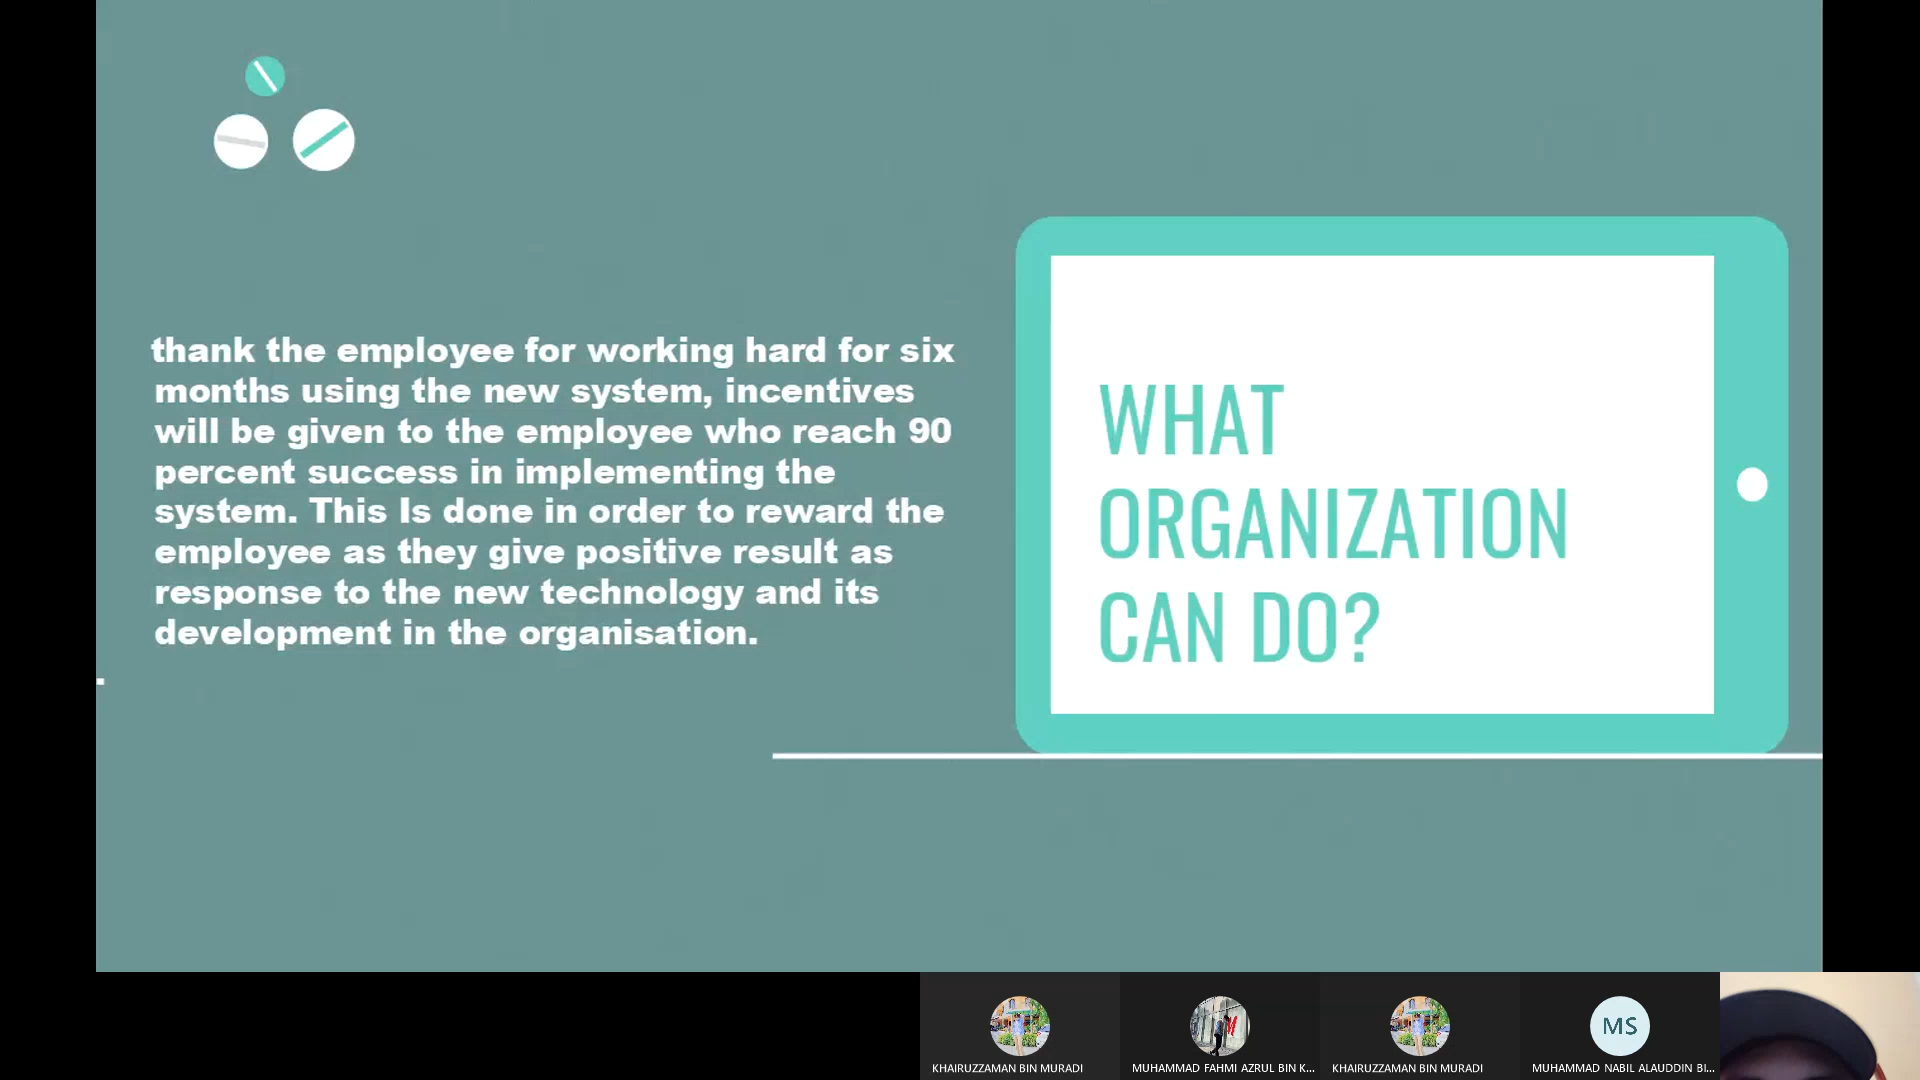 thank the employee for working hard for six
months using the new system, incentives
will be given to the employee who reach 90
percent success in implementing the
system. This Is done in order to reward the
employee as they give positive result as
response to the new technology and its
development in the organisation.
.
WHAT
ORGANIZATION
CAN DO?
MS
KHAIRUZZAMAN BIN MURADI
MUHAMMAD FAHMI AZRUL BIN K...
KHAIRUZZAMAN BIN MURADI
MUHAMMAD NABIL ALAUDDIN BI...